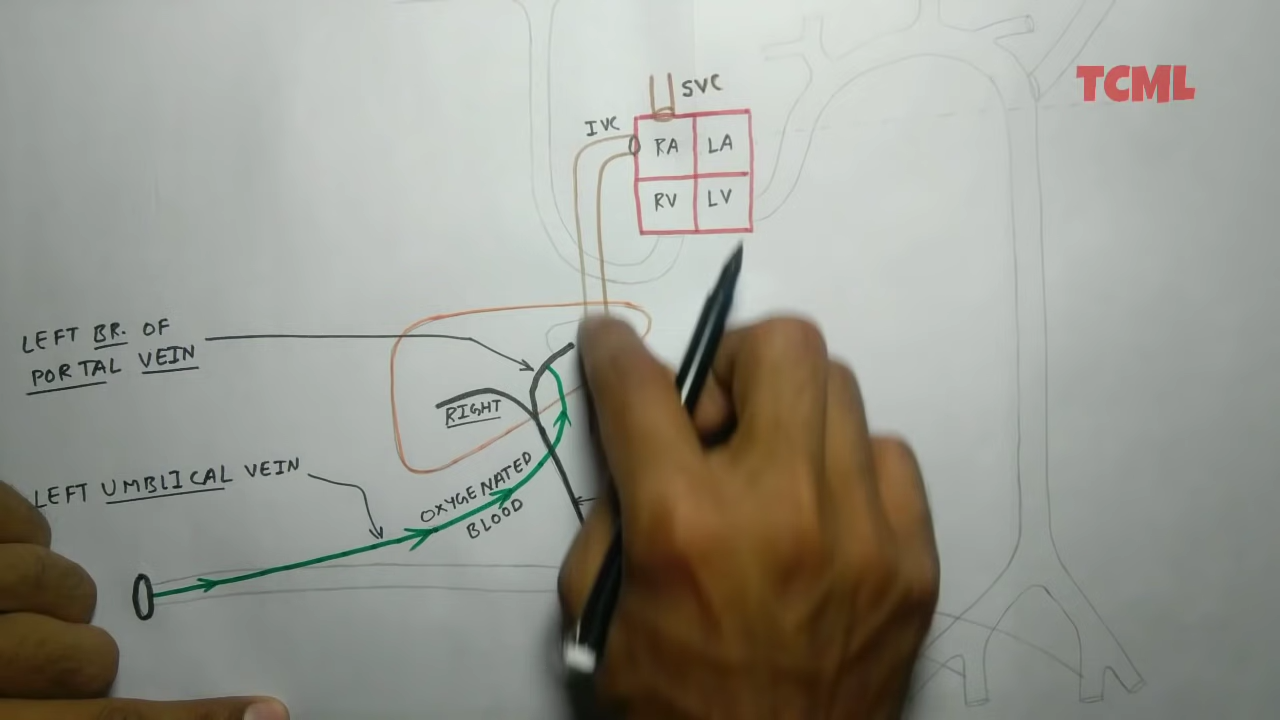 TCML
SVC
IVC
RA
LA
RV
LV
LEFT BR. OF
PORTAL VEIN
RIGHT
LEFT UMBLICAL VEIN
OXYGENATED
BLOOD